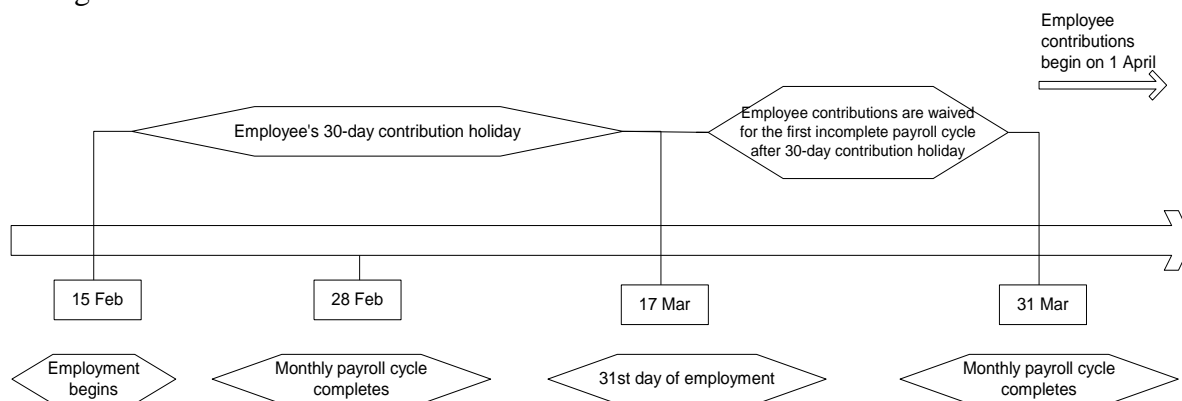 Employee
contributions
begin on 1 April
Employee's 30-day contribution holiday
Employee contributions are waived
for the first incomplete payroll cycle
after 30-day contribution holiday
15 Feb
28 Feb
17 Mar
31 Mar
Employment
begins
Monthly payroll cycle
completes
31st day of employment
Monthly payroll cycle
completes